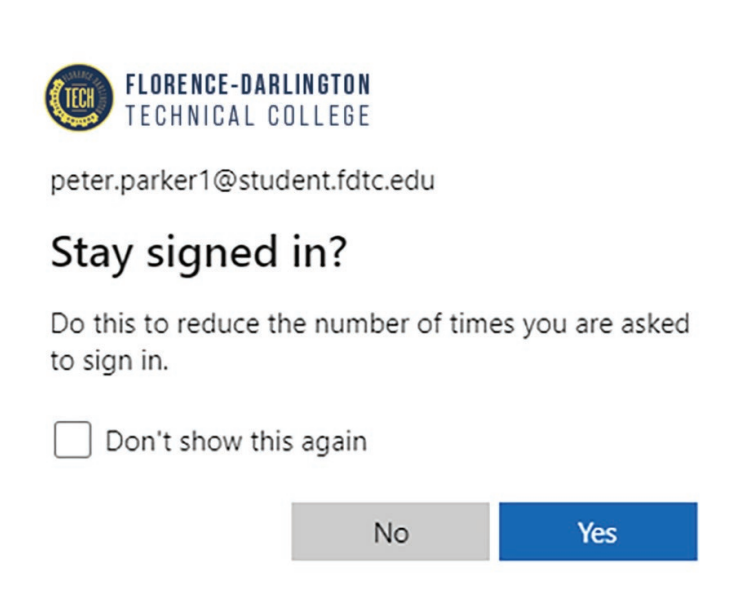 TECH
FLORENCE-DARLINGTON
TECHNICAL COLLEGE
peter.parker1@student.fdtc.edu
Stay signed in?
Do this to reduce the number of times you are asked
to sign in.
Don't show this again
No
Yes